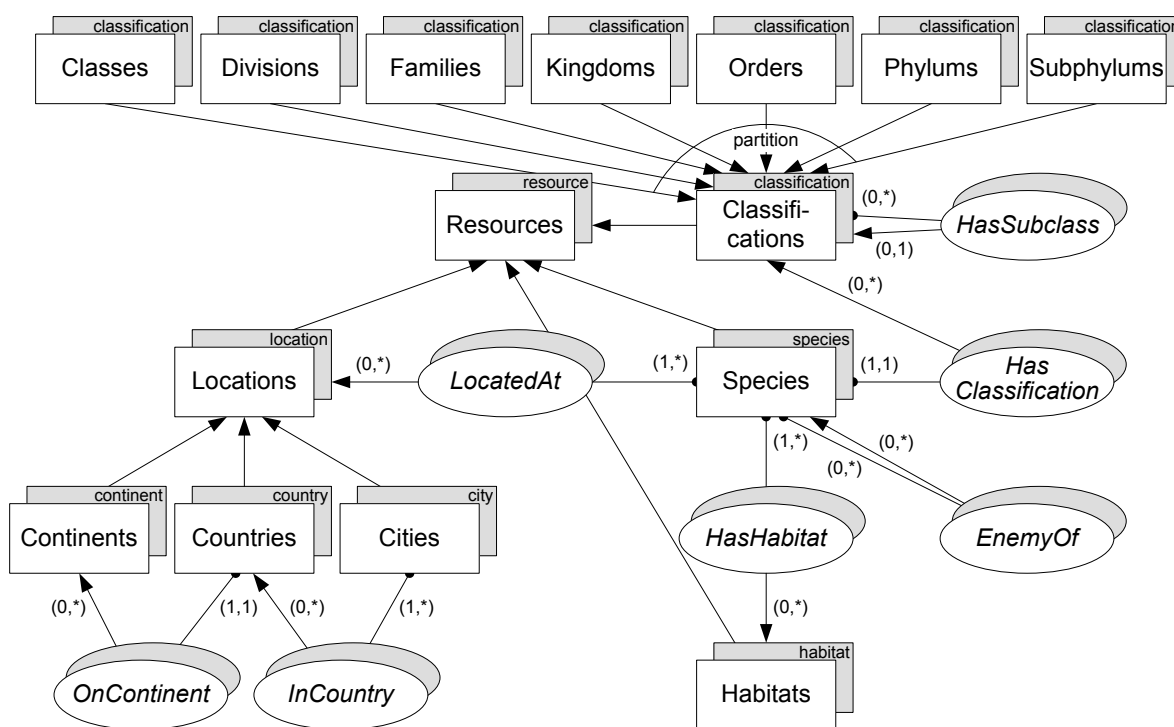 classification
classification
classification
classification
classification
classification
classification
Classes
Divisions
Families
Kingdoms
Orders
Phylums
Subphylums
partition
resource
classification
Resources
Classifi-
cations
(0,*)
(0,1)
HasSubclass
(0,*)
location
species
Locations
(0,*)
LocatedAt
(1,*)
Species
(1,1)
Has
Classification
(1,*)
(0,*)
(0,*)
continent
country
city
Continents
Countries
Cities
HasHabitat
EnemyOf
(0,*)
(1,1)
(0,*)
(1,*)
(0,*)
OnContinent
InCountry
habitat
Habitats